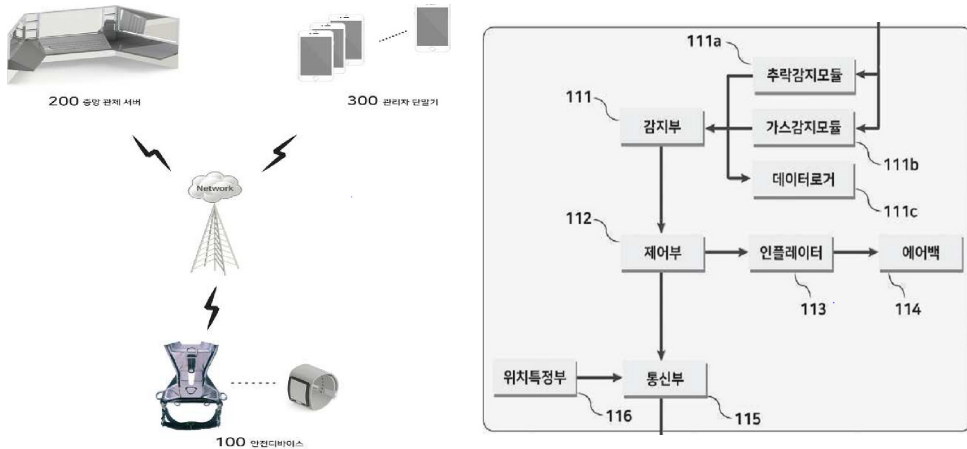 200 중앙 관제 서버
300 관리자 단말기
Network
100 안전디바이스
111a
추락감지모듈
111
감지부
가스감지모듈
111b
데이터로거
111c
112
제어부
인플레이터
에어백
113
114
위치특정부
통신부
116
115